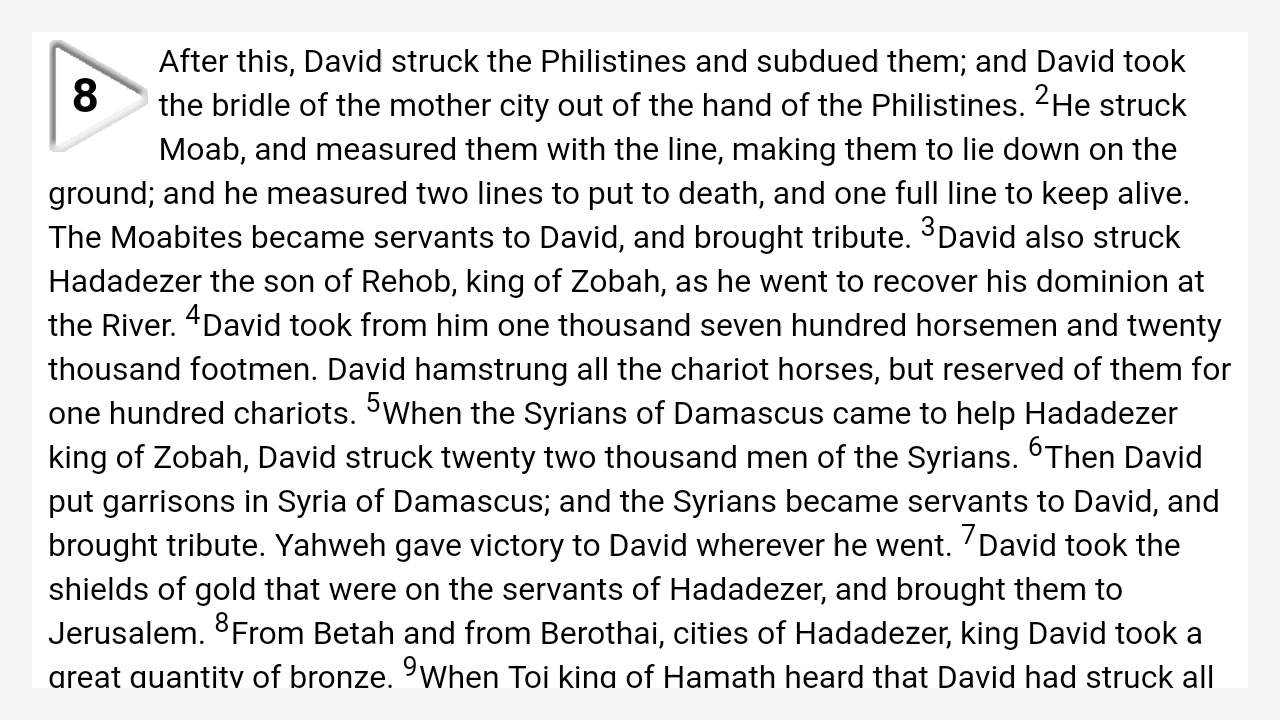 8
After this, David struck the Philistines and subdued them; and David took
the bridle of the mother city out of the hand of the Philistines. 2He struck
Moab, and measured them with the line, making them to lie down on the
ground; and he measured two lines to put to death, and one full line to keep alive.
The Moabites became servants to David, and brought tribute. 3David also struck
Hadadezer the son of Rehob, king of Zobah, as he went to recover his dominion at
the River. 4David took from him one thousand seven hundred horsemen and twenty
thousand footmen. David hamstrung all the chariot horses, but reserved of them for
one hundred chariots. 5When the Syrians of Damascus came to help Hadadezer
king of Zobah, David struck twenty two thousand men of the Syrians. 6Then David
put garrisons in Syria of Damascus; and the Syrians became servants to David, and
brought tribute. Yahweh gave victory to David wherever he went. 7David took the
shields of gold that were on the servants of Hadadezer, and brought them to
Jerusalem. 8From Betah and from Berothai, cities of Hadadezer, king David took a
great quantity of bronze. 9When Toi king of Hamath heard that David had struck all